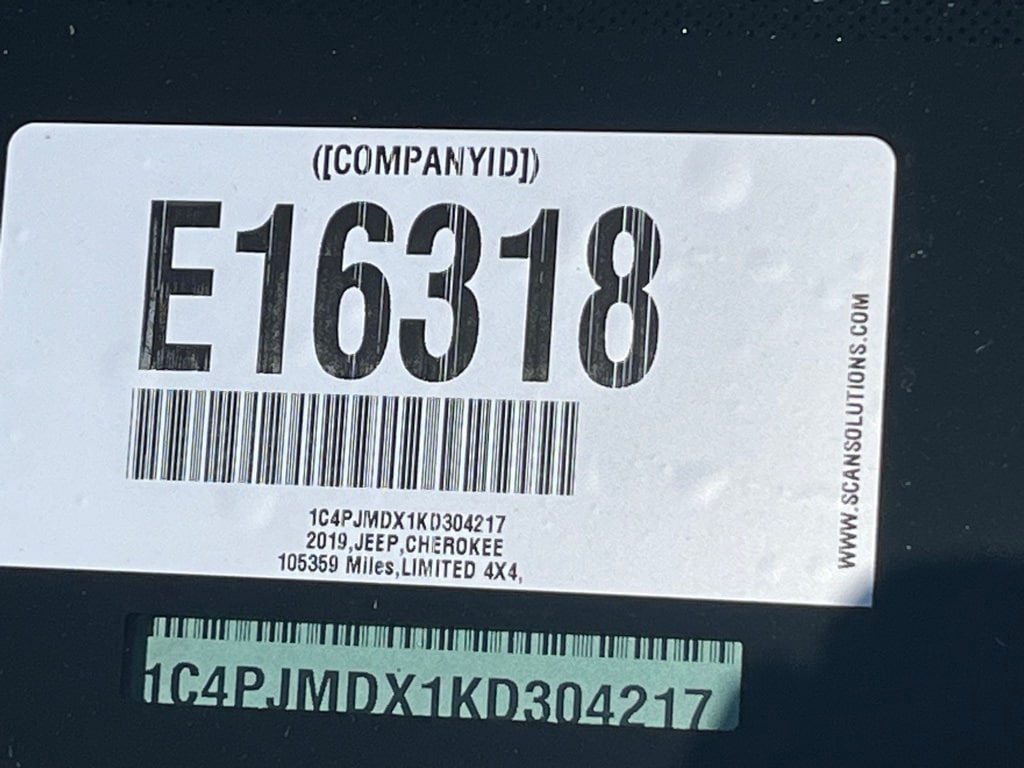 ([COMPANYID])
E16318
1C4PJMDX1KD304217
2019,JEEP,CHEROKEE
105359 Miles,LIMITED 4X4,
WWW.SCANSOLUTIONS.COM
1C4PJMDX1KD304217